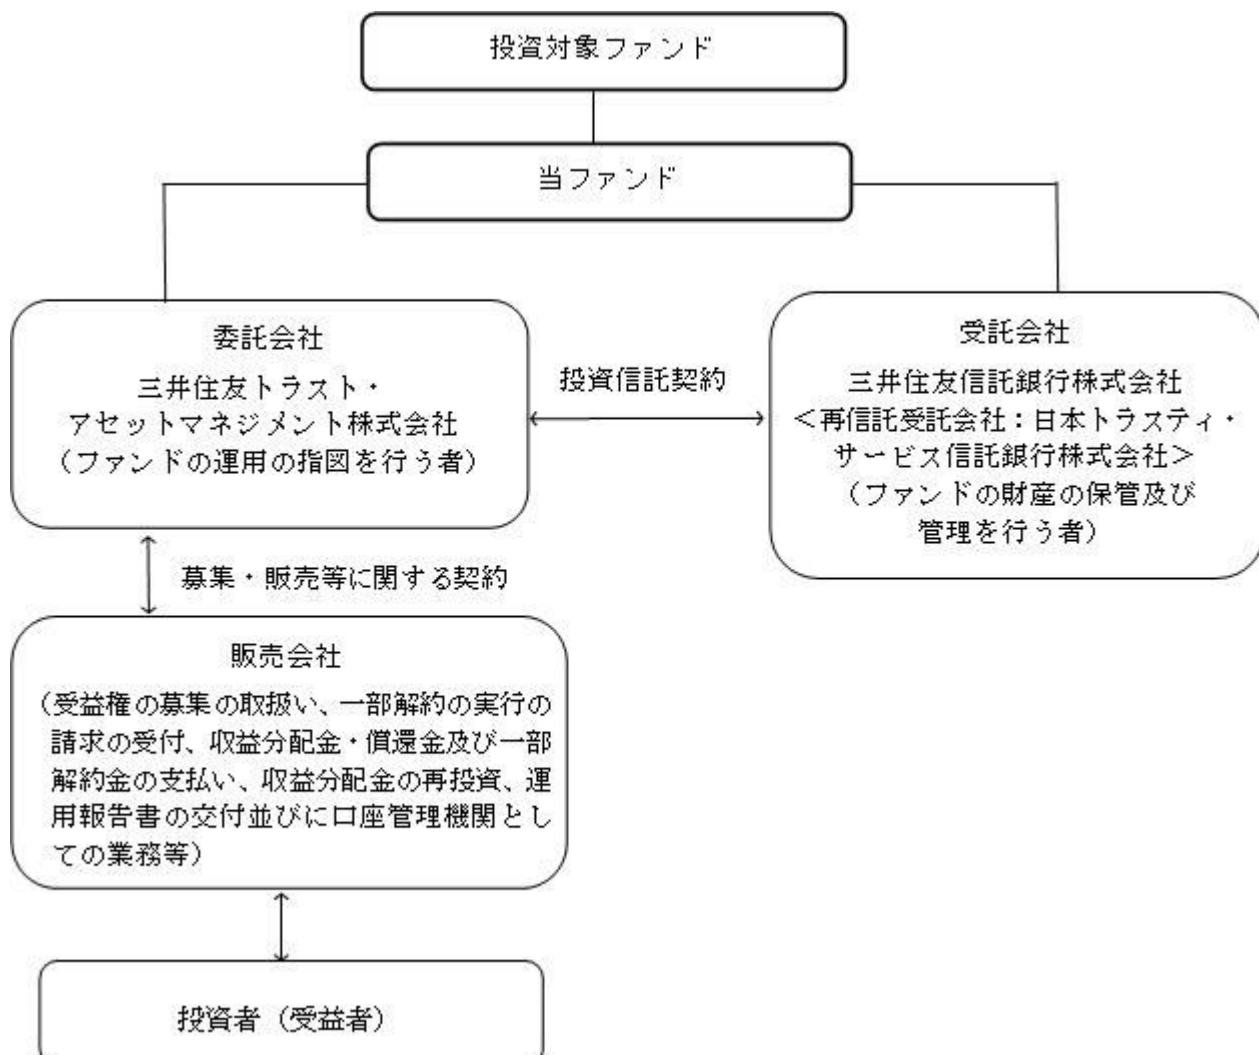 投資対象ファンド
当ファンド
委託会社
三井住友トラスト・
アセットマネジメント株式会社
（ファンドの運用の指図を行う者）
投資信託契約
受託会社
三井住友信託銀行株式会社
＜再信託受託会社：日本トラスティ・
サービス信託銀行株式会社＞
（ファンドの財産の保管及び
管理を行う者）
募集・販売等に関する契約
販売会社
（受益権の募集の取扱い、一部解約の実行の
請求の受付、収益分配金・償還金及び一部
解約金の支払い、収益分配金の再投資、運
用報告書の交付並びに口座管理機関とし
ての業務等）
投資者（受益者）